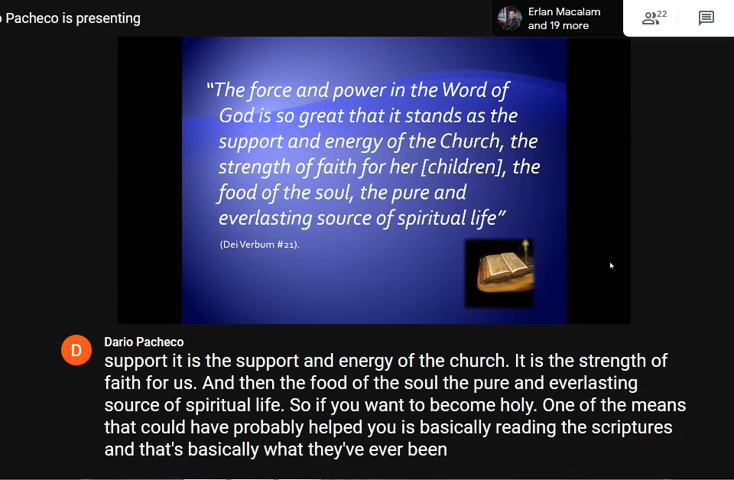 o Pacheco is presenting
Erlan Macalam
and 19 more
22
“The force and power in the Word of
God is so great that it stands as the
support and energy of the Church, the
strength of faith for her [children], the
food of the soul, the pure and
everlasting source of spiritual life”
(Dei Verbum #21).
D
Dario Pacheco
support it is the support and energy of the church. It is the strength of
faith for us. And then the food of the soul the pure and everlasting
source of spiritual life. So if you want to become holy. One of the means
that could have probably helped you is basically reading the scriptures
and that's basically what they've ever been